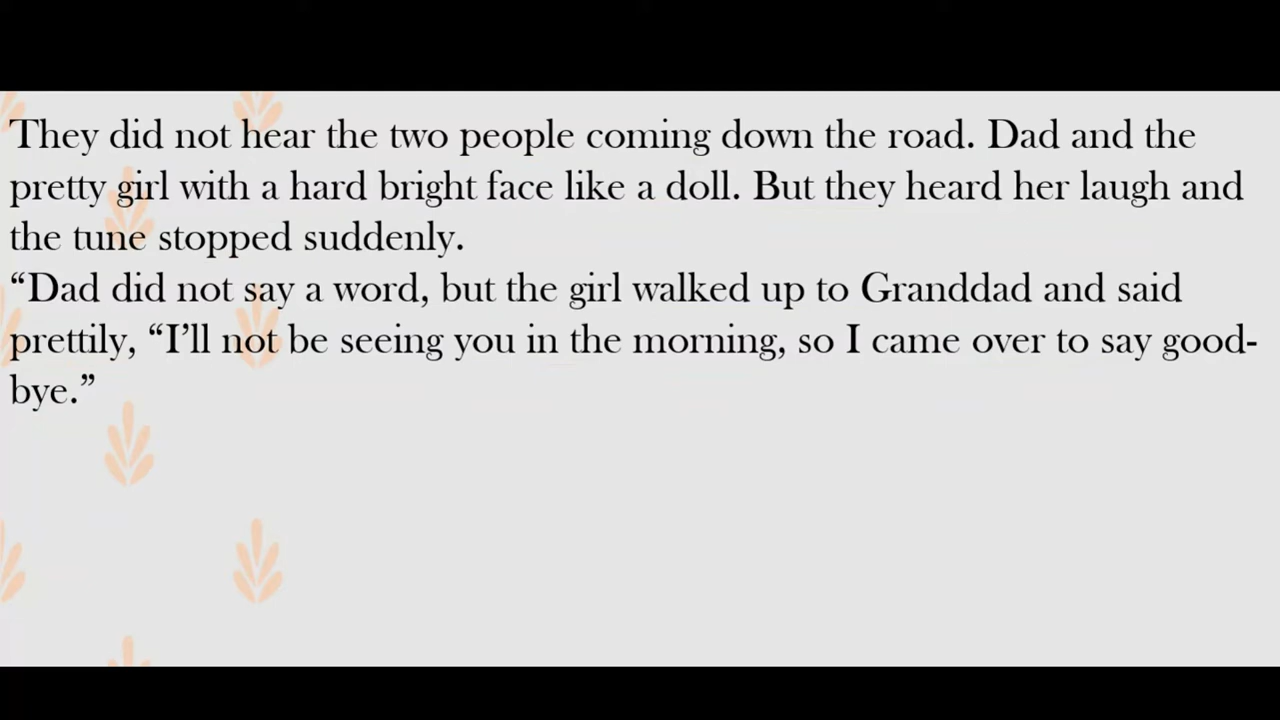 They did not hear the two people coming down the road. Dad and the
pretty girl with a hard bright face like a doll. But they heard her laugh and
the tune stopped suddenly.
“Dad did not say a word, but the girl walked up to Granddad and said
prettily, “I’ll not be seeing you in the morning, so I came over to say good-
bye.”